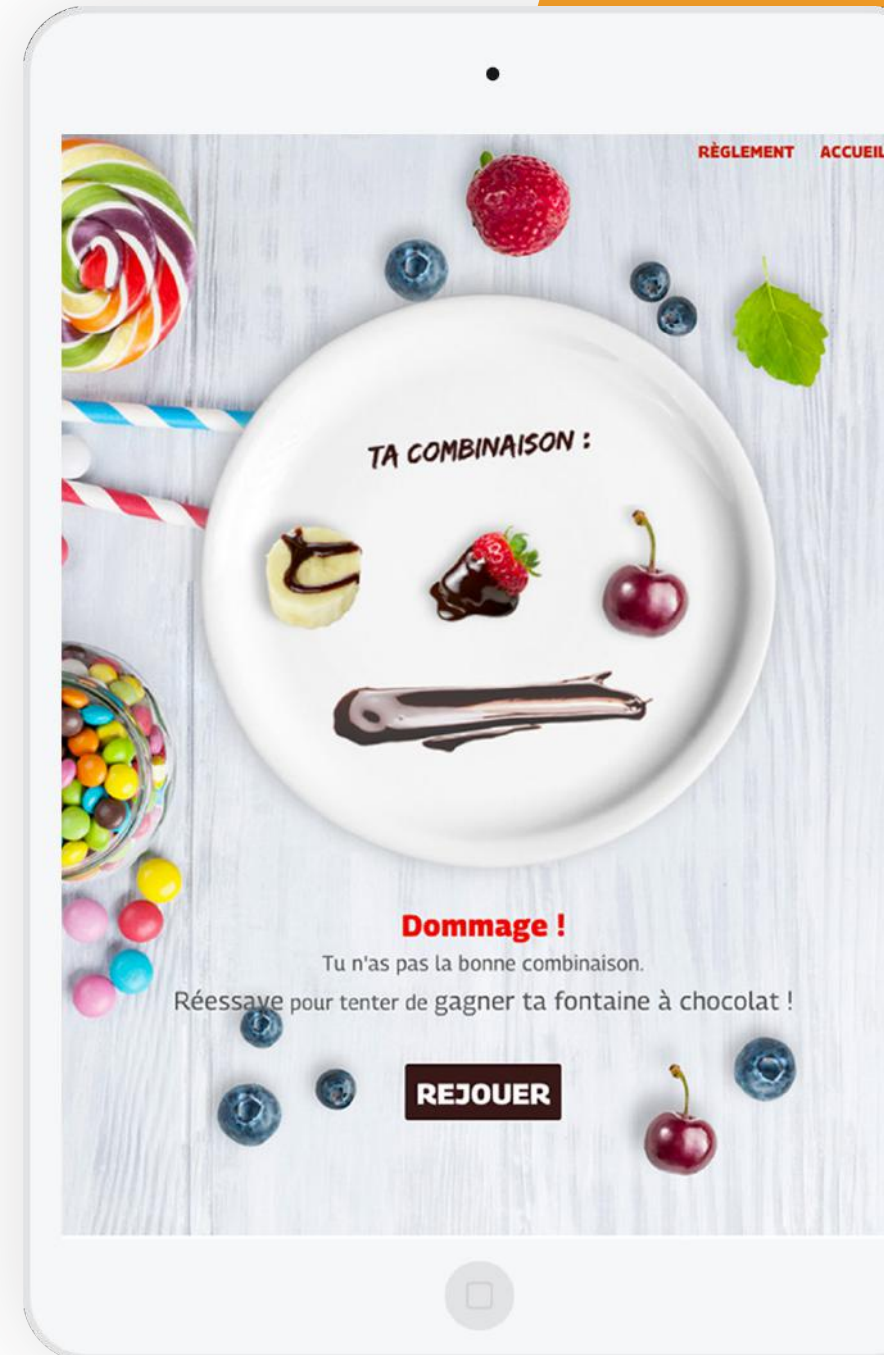 RÈGLEMENT ACCUEIL
TA COMBINAISON :
Dommage !
Tu n'as pas la bonne combinaison.
Réessaye pour tenter de gagner ta fontaine à chocolat !
REJOUER